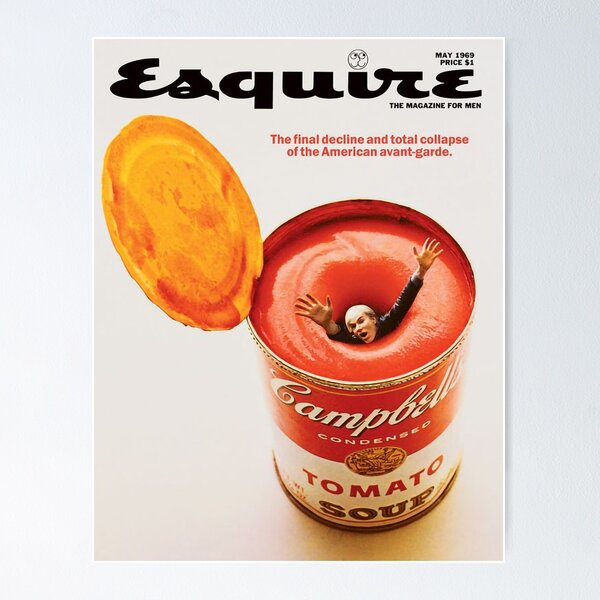 MAY 1969
PRICE $1
Esquire
THE MAGAZINE FOR MEN
The final decline and total collapse
of the American avant-garde.
Campbell's
CONDENSED
TOMATO
SOUP